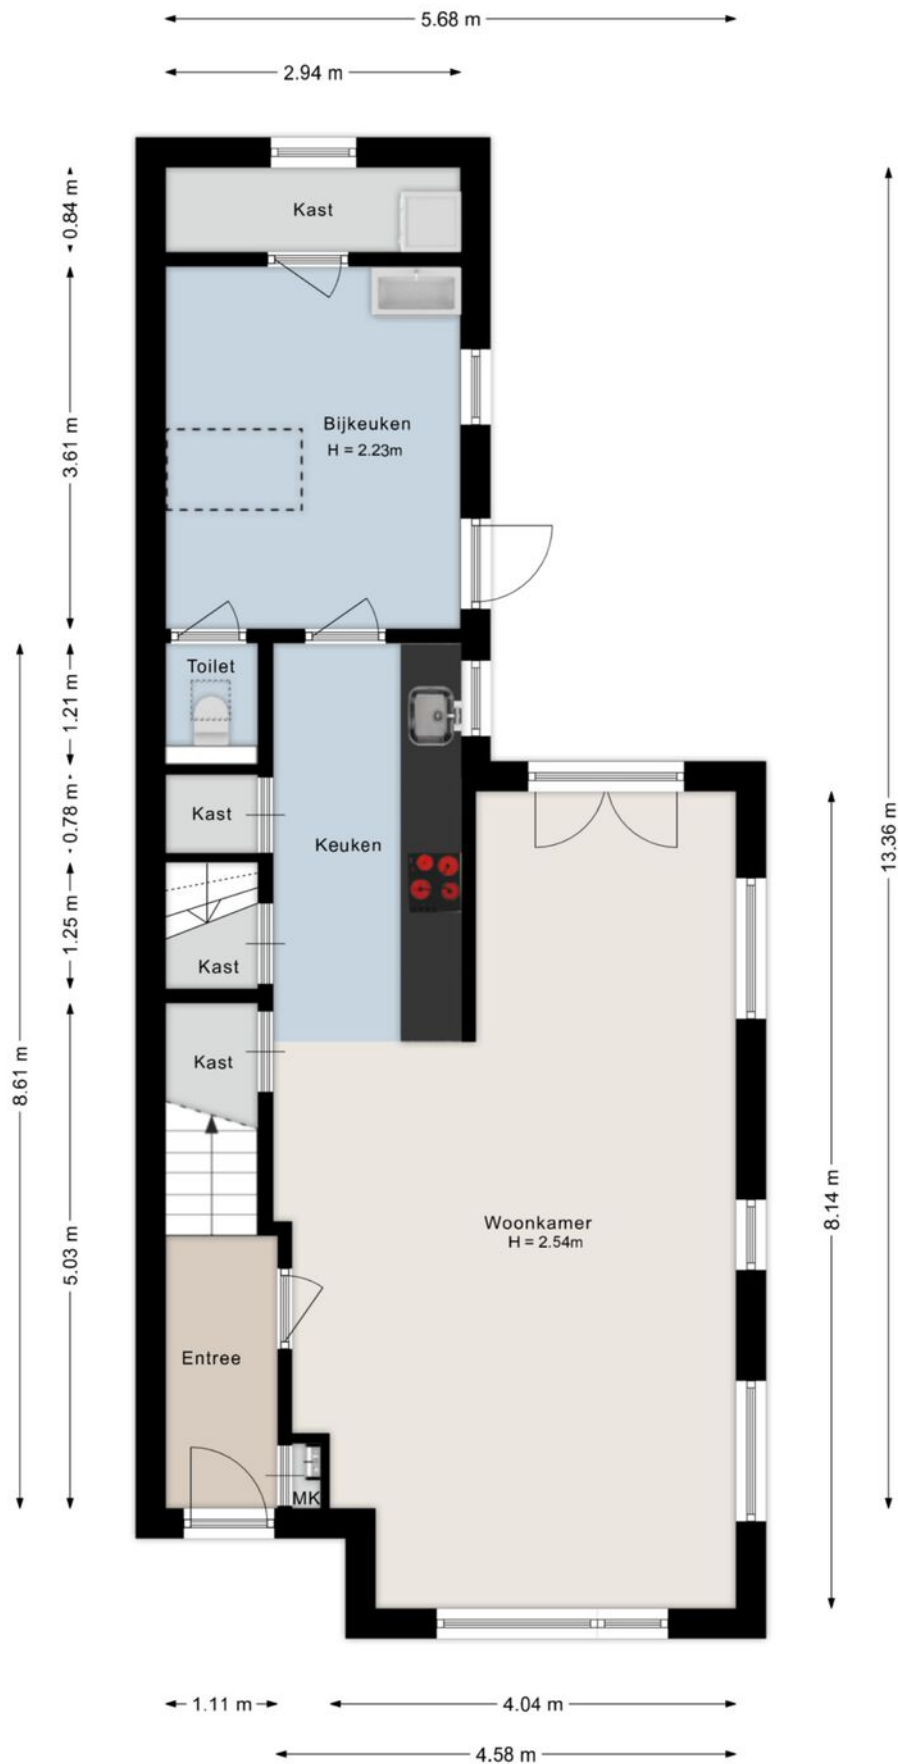 5.68 m
2.94 m
0.84 m
Kast
3.61 m
Bijkeuken
H = 2.23m
Toilet
1.21 m
Kast
0.78 m
Keuken
13.36 m
1.25 m
Kast
Kast
8.61 m
8.14 m
Woonkamer
H = 2.54m
5.03 m
Entree
MK
1.11 m
4.04 m
4.58 m